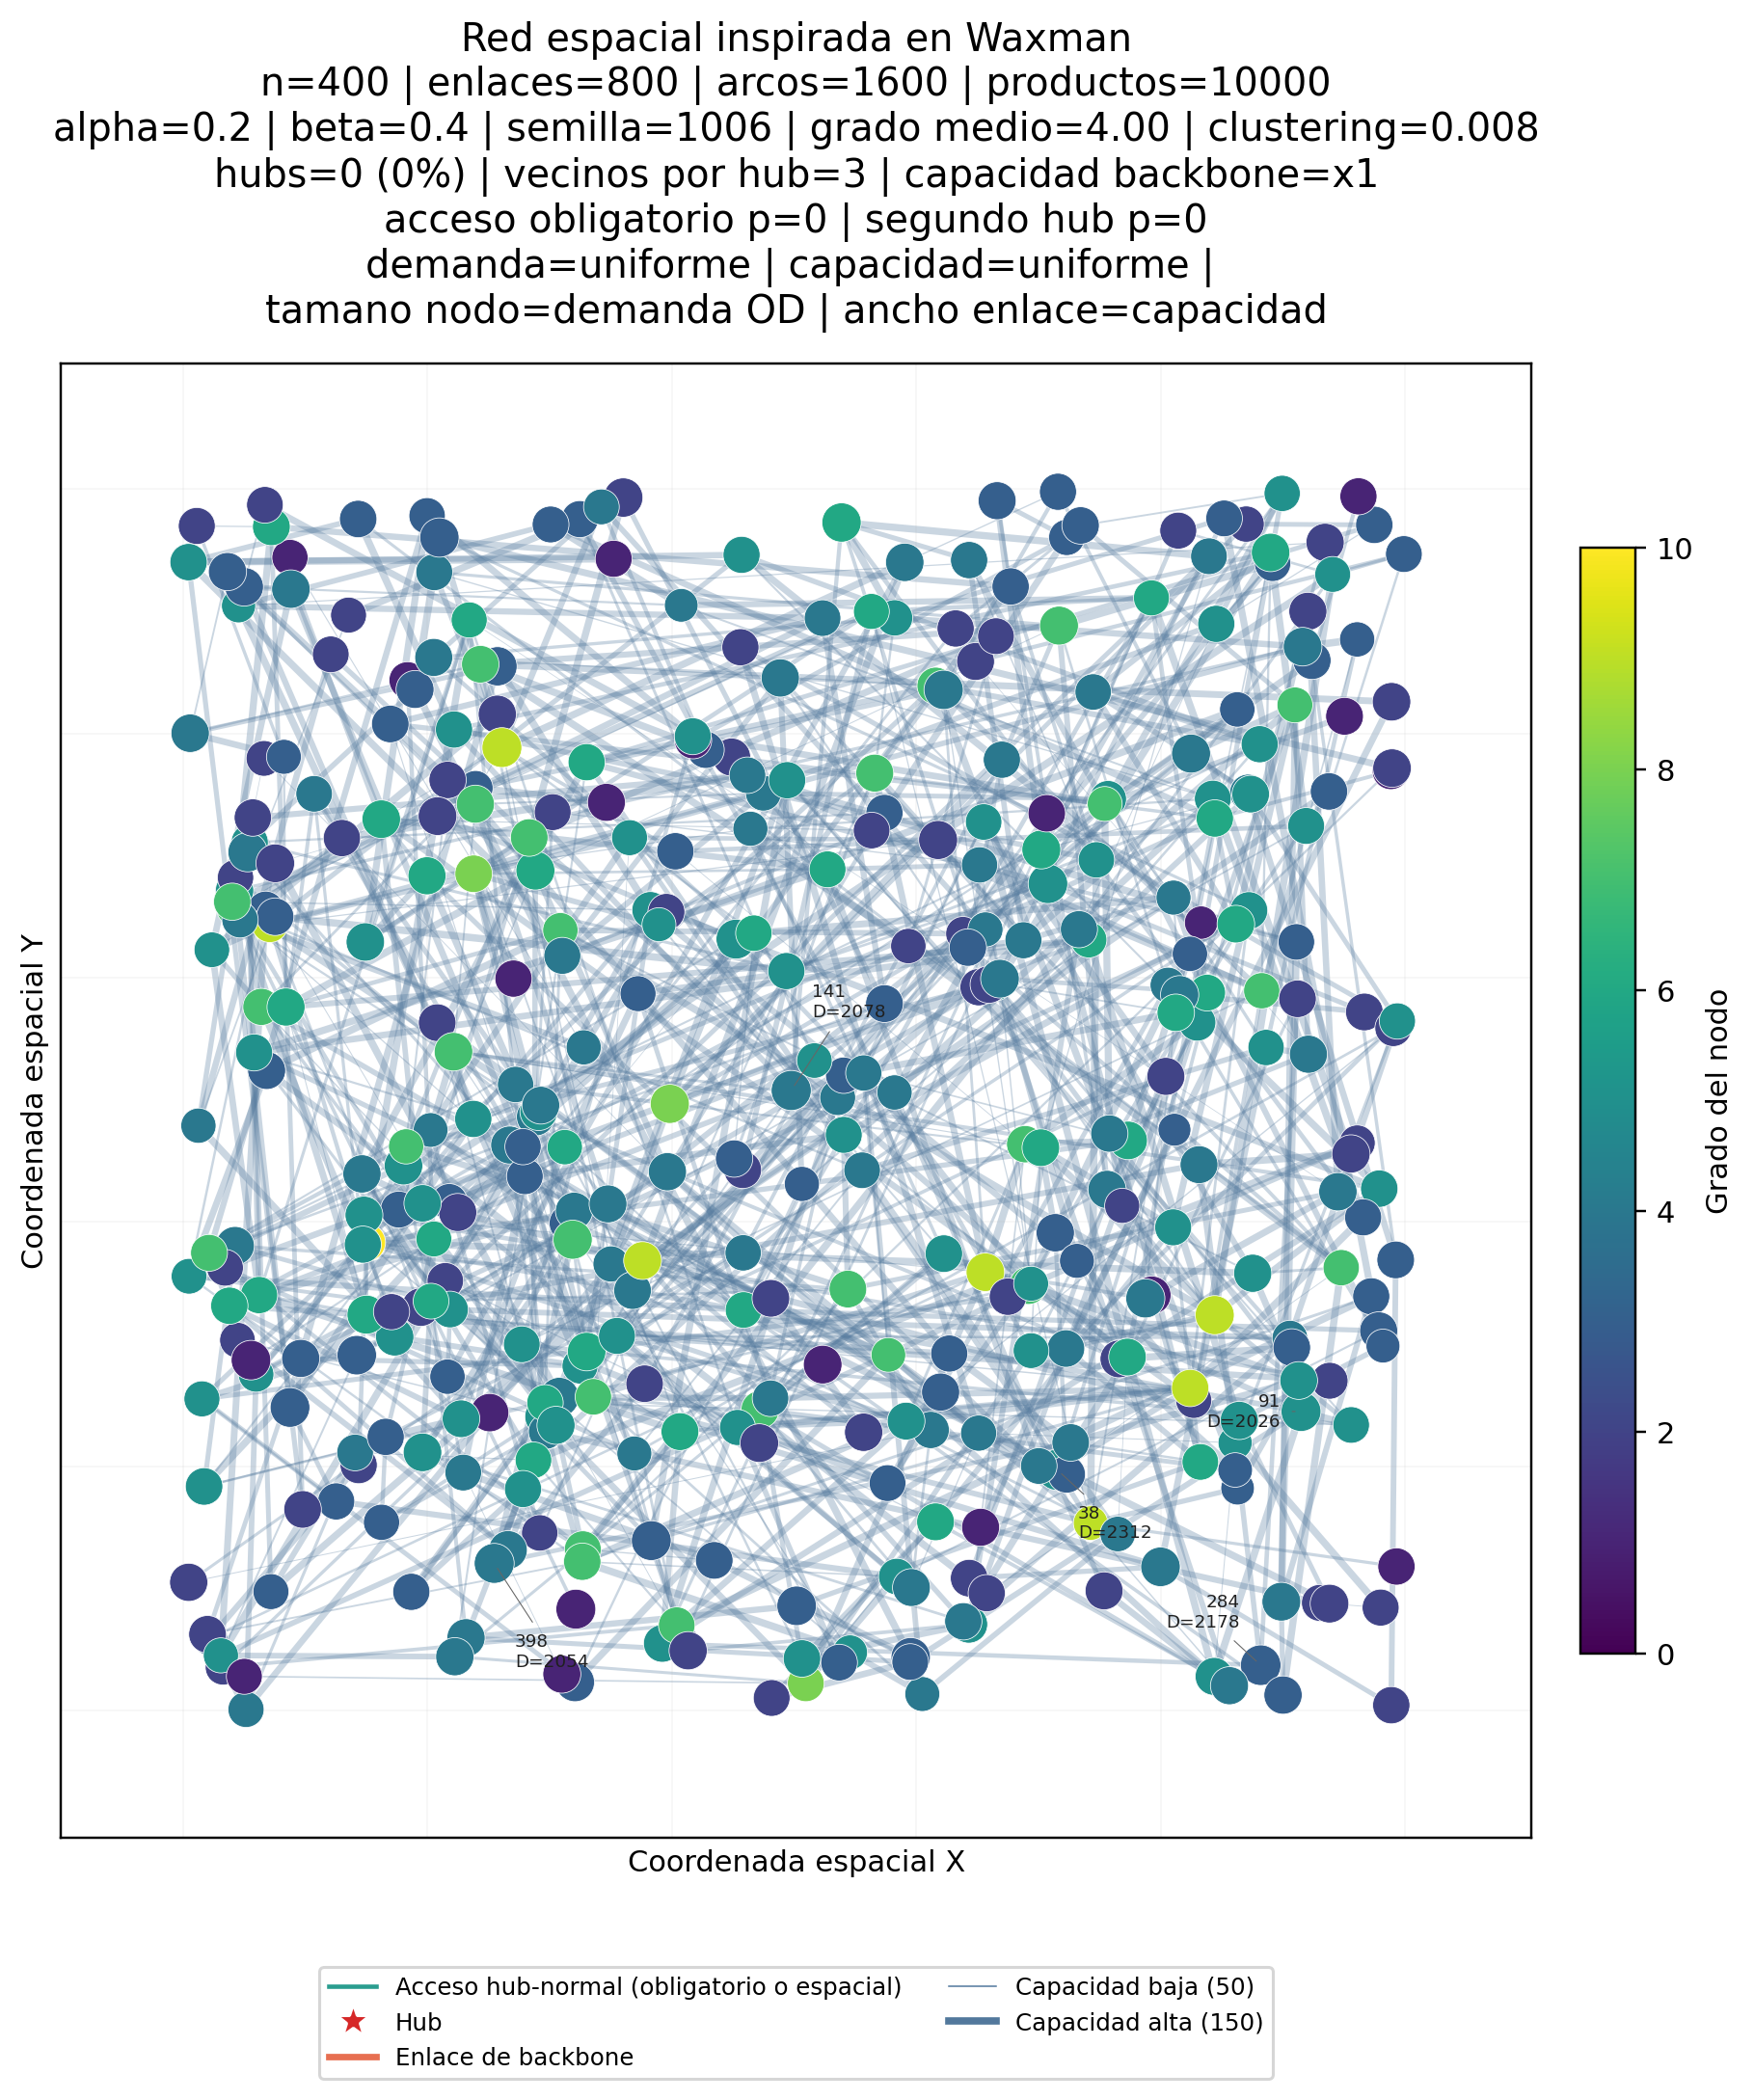 Red espacial inspirada en Waxman
n=400 | enlaces=800 | arcos=1600 | productos=10000
alpha=0.2 | beta=0.4 | semilla=1006 | grado medio=4.00 | clustering=0.008
hubs=0 (0%) | vecinos por hub=3 | capacidad backbone=x1
acceso obligatorio p=0 | segundo hub p=0
demanda=uniforme | capacidad=uniforme |
tamano nodo=demanda OD | ancho enlace=capacidad
Coordenada espacial Y
141
D=2078
91
D=2026
38
D=2312
284
D=2178
398
D=2054
Coordenada espacial X
10
8
6
4
2
0
Grado del nodo
Acceso hub-normal (obligatorio o espacial)
Hub
Enlace de backbone
Capacidad baja (50)
Capacidad alta (150)